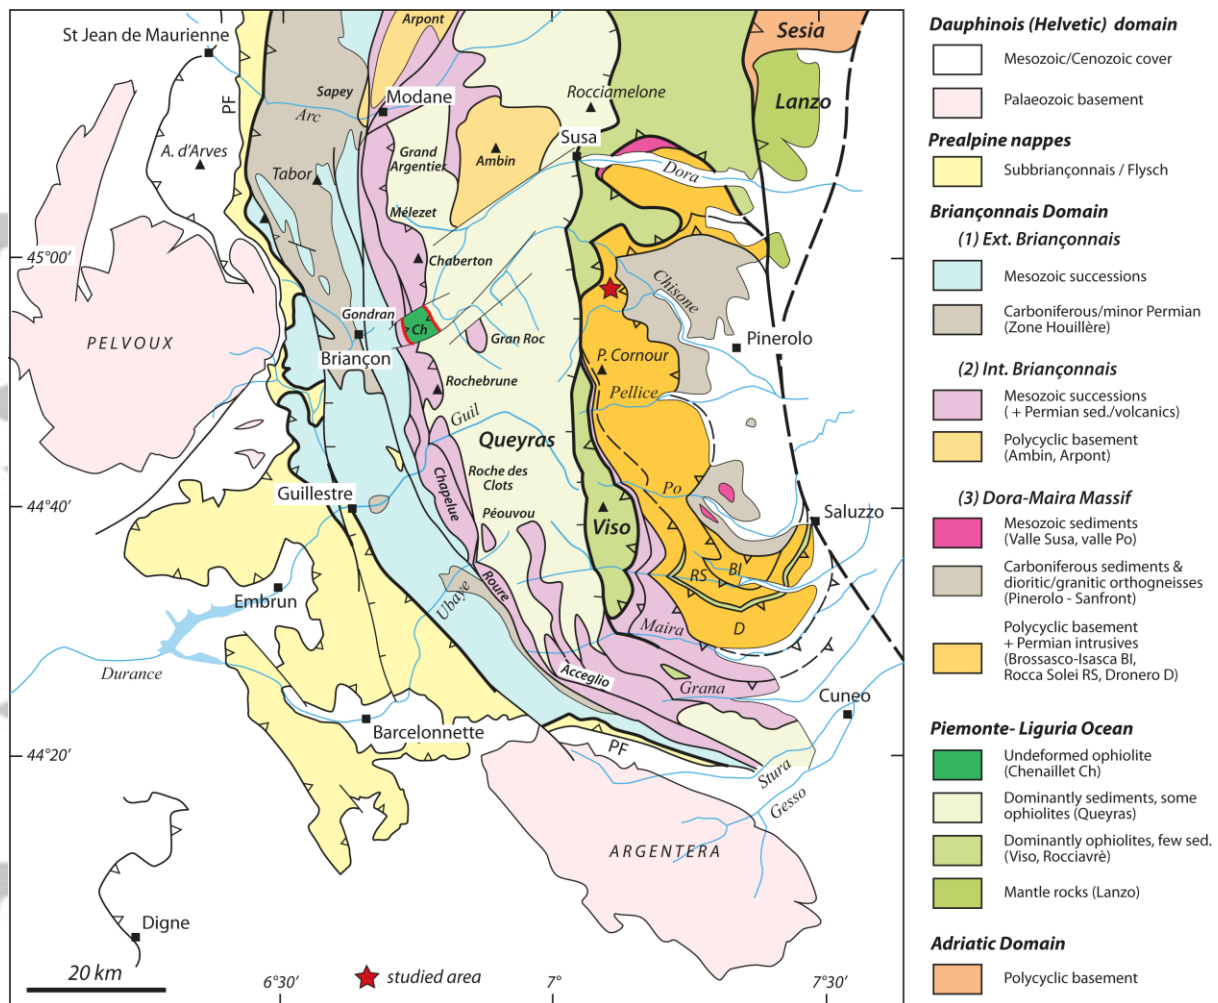 Arpont
Sesia
St Jean de Maurienne
Sapey
Modane
Rocciamelone
Lanzo
PF
Arc
Susa
A. d'Arves
Grand
Argentier
Ambin
Dora
Tabor
Mélezet
45°00'
Chaberton
Chisone
Gondran
Ch
PELVOUX
Briançon
Gran Roc
Pinerolo
P. Cornour
Rochebrune
Pellice
Guil
Queyras
Chapelue
Roche des
Clots
Po
Guillestre
44°40'
Péouvou
Viso
Saluzzo
RS
BI
Embrun
Ubaye
Roure
Maira
D
Durance
Acceglio
Grana
Cuneo
Barcelonnette
PF
44°20'
Stura
Gesso
ARGENTERA
Digne
20 km
studied area
6°30'
7°
7°30'
Dauphinois (Helvetic) domain
Mesozoic/Cenozoic cover
Palaeozoic basement
Prealpine nappes
Subbriançonnais / Flysch
Briançonnais Domain
(1) Ext. Briançonnais
Mesozoic successions
Carboniferous/minor Permian
(Zone Houillère)
(2) Int. Briançonnais
Mesozoic successions
( + Permian sed./volcanics)
Polycyclic basement
(Ambin, Arpont)
(3) Dora-Maira Massif
Mesozoic sediments
(Valle Susa, valle Po)
Carboniferous sediments &
dioritic/granitic orthogneisses
(Pinerolo - Sanfront)
Polycyclic basement
+ Permian intrusives
(Brossasco-Isasca BI,
Rocca Solei RS, Dronero D)
Piemonte- Liguria Ocean
Undeformed ophiolite
(Chenaillet Ch)
Dominantly sediments, some
ophiolites (Queyras)
Dominantly ophiolites, few sed.
(Viso, Rocciavrè)
Mantle rocks (Lanzo)
Adriatic Domain
Polycyclic basement